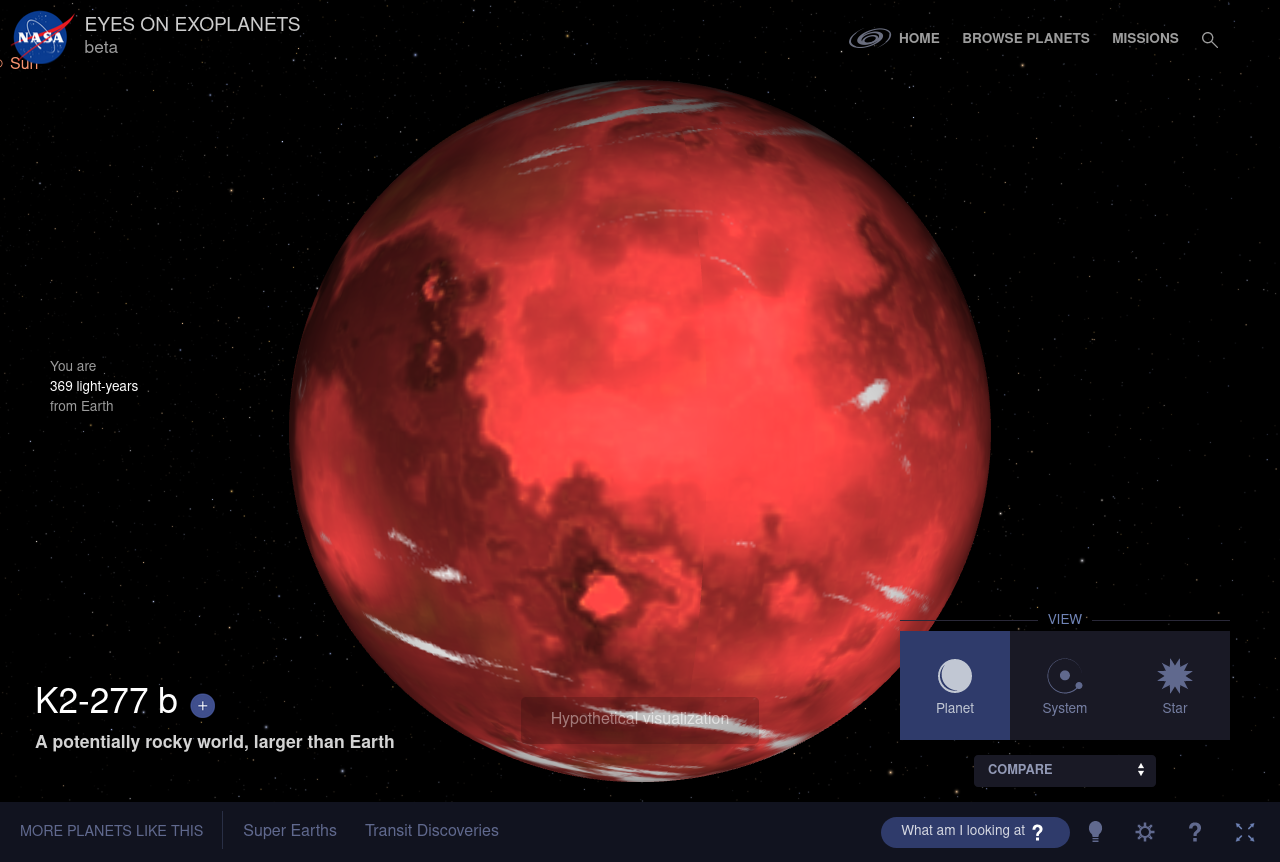 NASA
EYES ON EXOPLANETS
beta
HOME
BROWSE PLANETS
MISSIONS
Sun
You are
369 light-years
from Earth
VIEW
Planet
System
Star
K2-277 b +
A potentially rocky world, larger than Earth
Hypothetical visualization
COMPARE
MORE PLANETS LIKE THIS
Super Earths
Transit Discoveries
What am I looking at ?
?